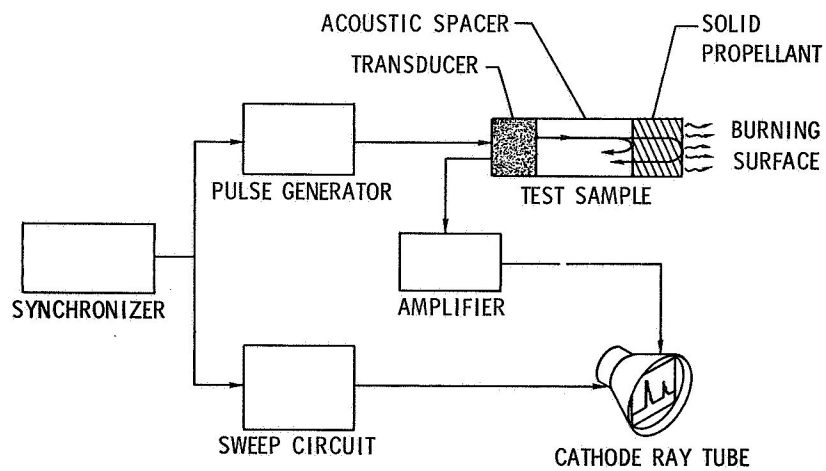 ACOUSTIC SPACER
SOLID
PROPELLANT
TRANSDUCER
BURNING
SURFACE
PULSE GENERATOR
TEST SAMPLE
SYNCHRONIZER
AMPLIFIER
SWEEP CIRCUIT
CATHODE RAY TUBE